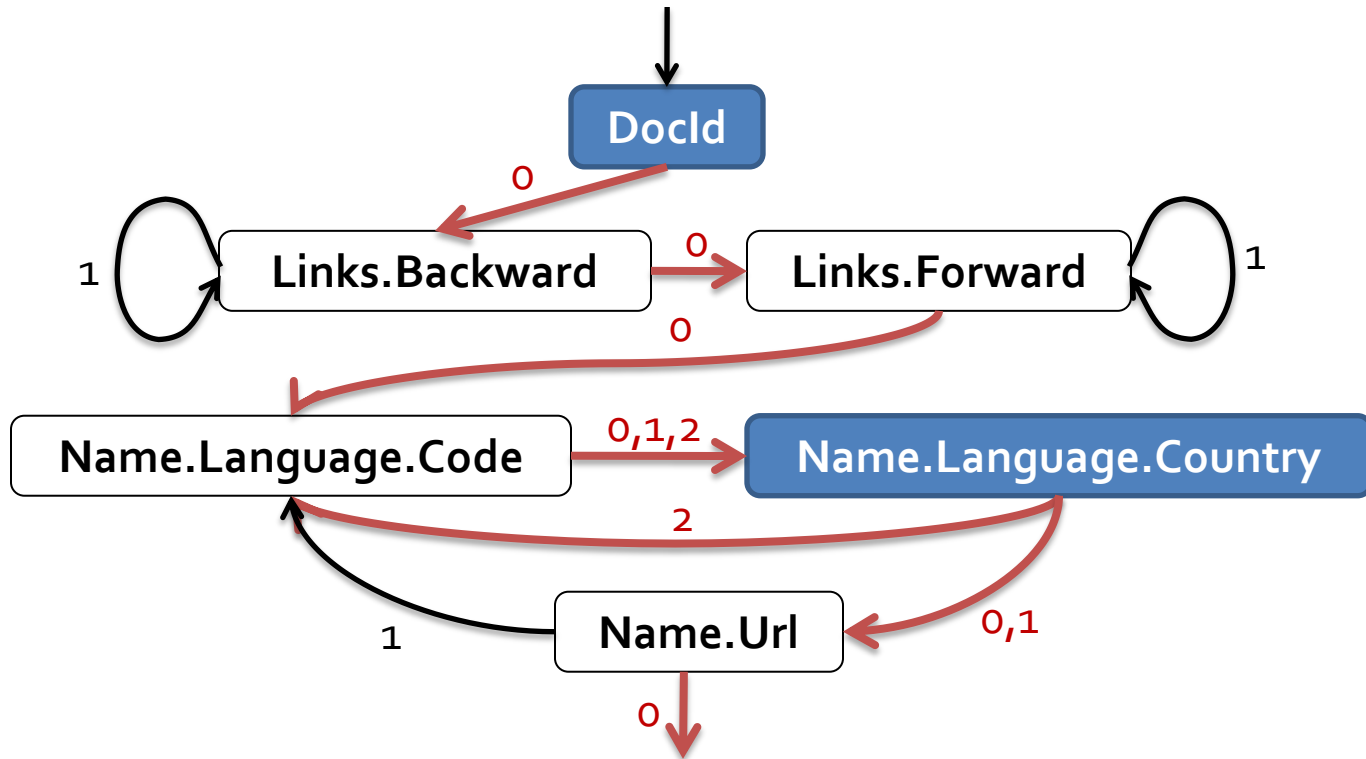 DocId
0
1
Links.Backward
0
Links.Forward
1
0
Name.Language.Code
0,1,2
Name.Language.Country
2
1
Name.Url
0,1
0